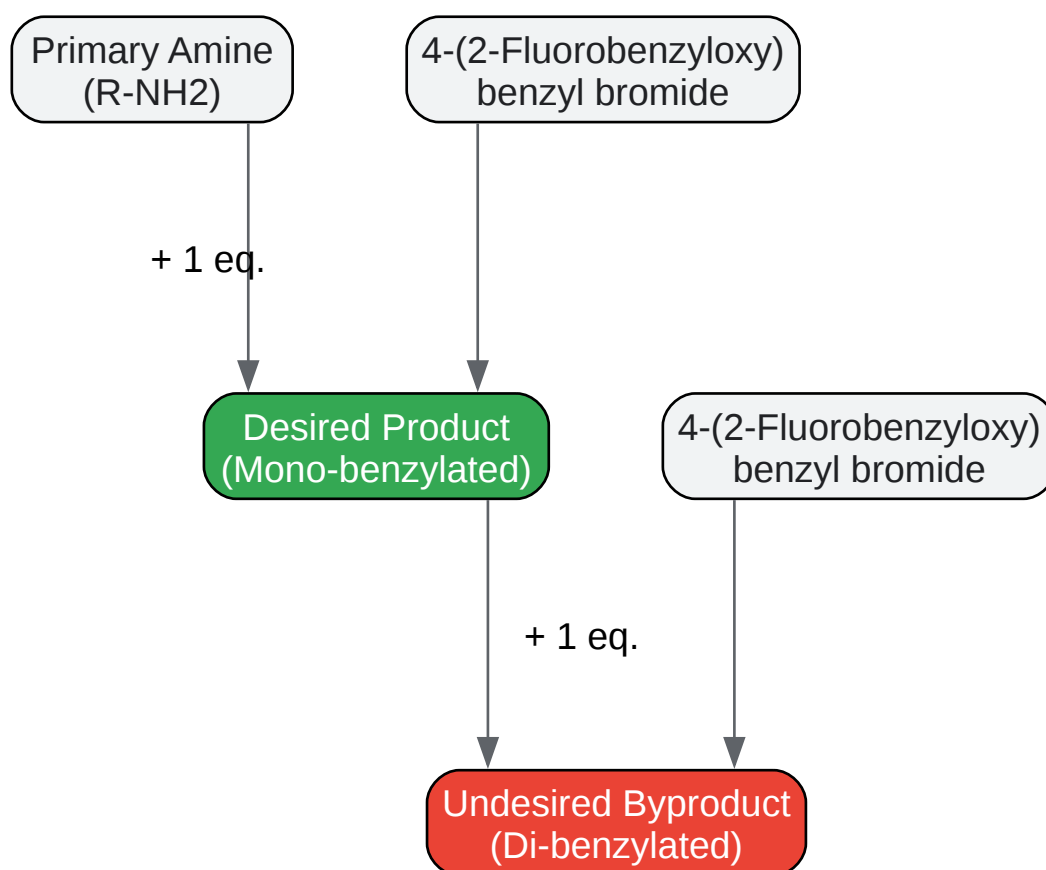 Primary Amine
(R-NH2)
4-(2-Fluorobenzyloxy)
benzyl bromide
+ 1 eq.
Desired Product
(Mono-benzylated)
4-(2-Fluorobenzyloxy)
benzyl bromide
+ 1 eq.
Undesired Byproduct
(Di-benzylated)